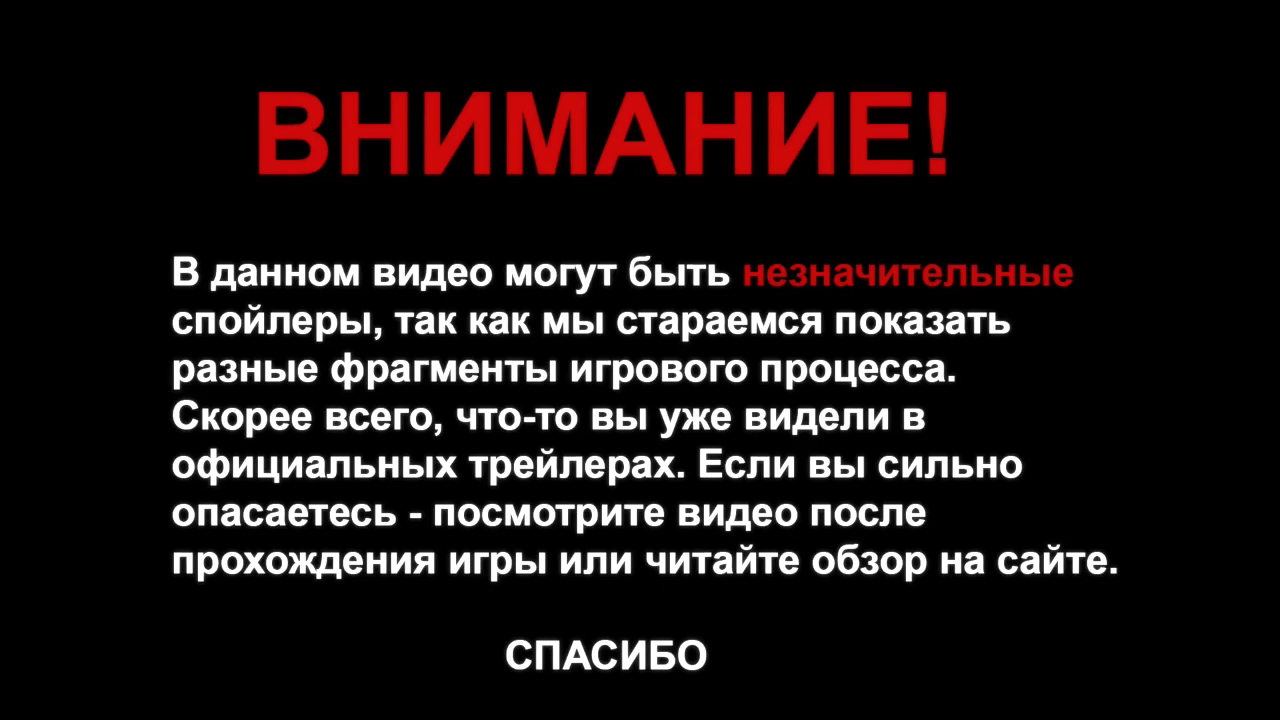 ВНИМАНИЕ!
В данном видео могут быть незначительные
спойлеры, так как мы стараемся показать
разные фрагменты игрового процесса.
Скорее всего, что-то вы уже видели в
официальных трейлерах. Если вы сильно
опасаетесь - посмотрите видео после
прохождения игры или читайте обзор на сайте.
СПАСИБО